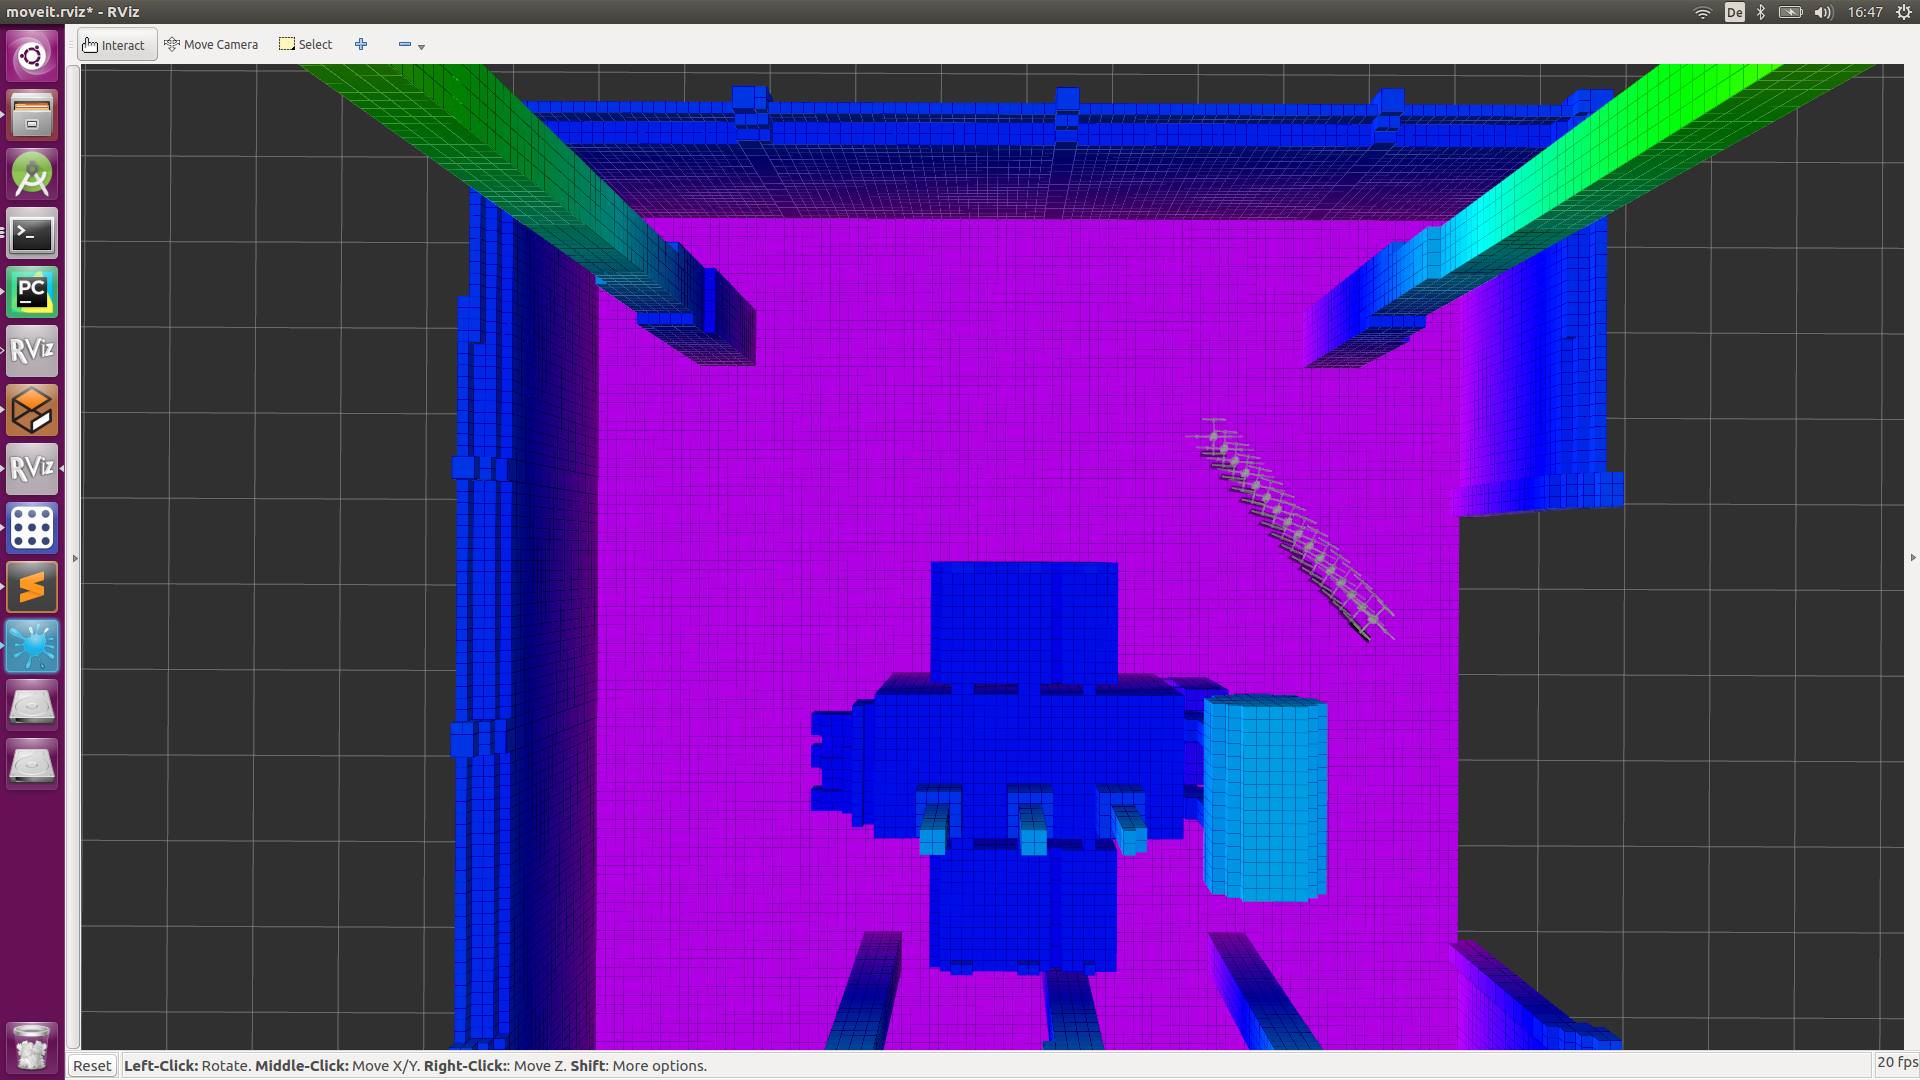 moveit.rviz* - RViz
De
16:47
Interact
Move Camera
Select
>_
PC
RViz
RViz
Reset
Left-Click: Rotate. Middle-Click: Move X/Y. Right-Click:: Move Z. Shift: More options.
20 fps